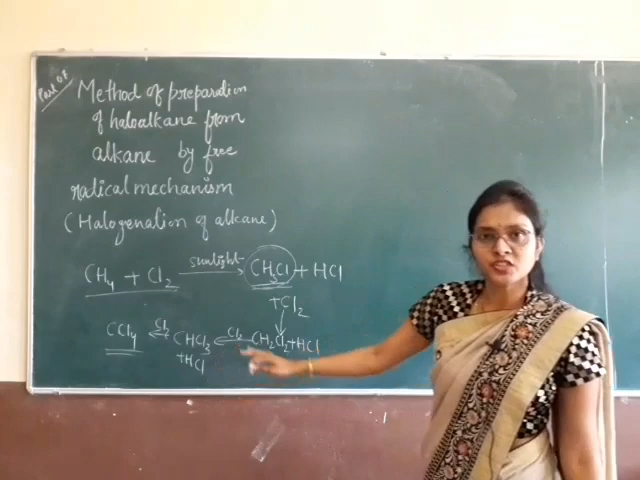 Part 01
Method of preparation
of haloalkane from
alkane by free
radical mechanism
(Halogenation of alkane)
CH4 + Cl2 sunlight → CH3Cl + HCl
+Cl2
CCl4 ← Cl2 CHCl3 ← Cl2 CH2Cl2 + HCl
+HCl